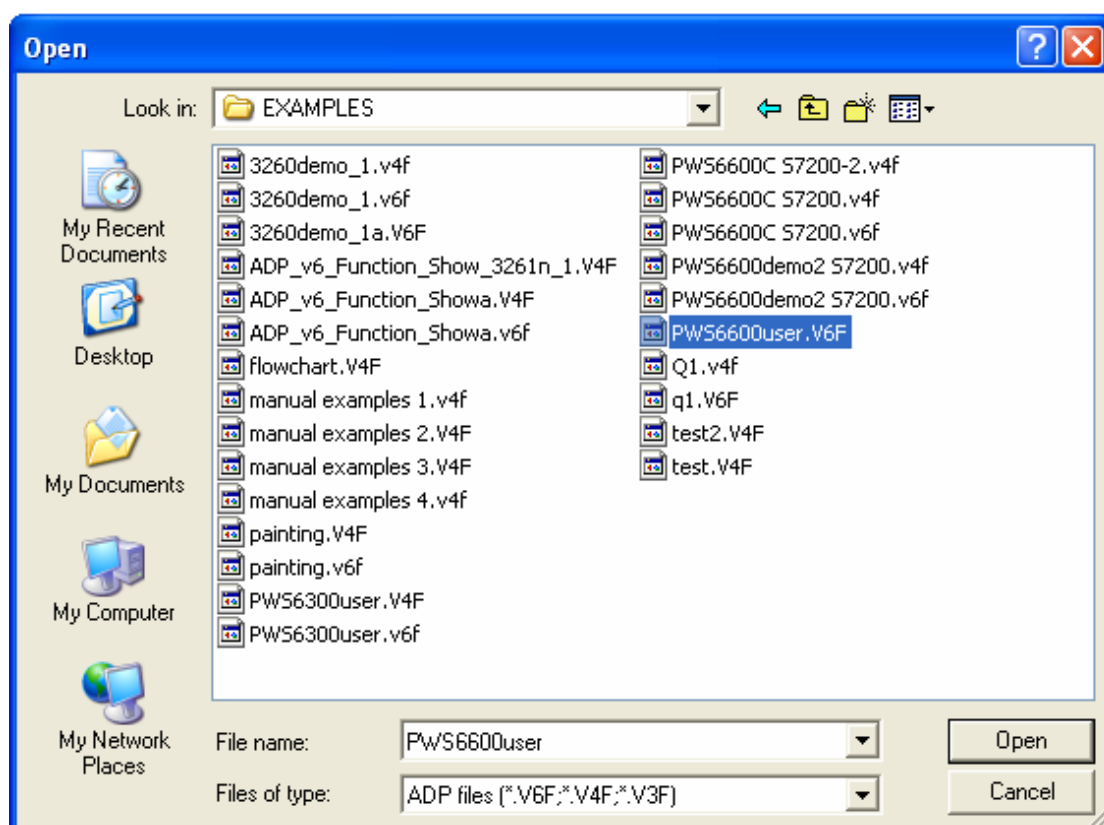 Open
Look in:
EXAMPLES
My Recent
Documents
Desktop
My Documents
My Computer
My Network
Places
3260demo_1.v4f
3260demo_1.v6f
3260demo_1a.V6F
ADP_v6_Function_Show_3261n_1.V4F
ADP_v6_Function_Showa.V4F
ADP_v6_Function_Showa.v6f
flowchart.V4F
manual examples 1.v4f
manual examples 2.V4F
manual examples 3.V4F
manual examples 4.v4f
painting.V4F
painting.v6f
PWS6300user.V4F
PWS6300user.v6f
PWS6600C S7200-2.v4f
PWS6600C S7200.v4f
PWS6600C S7200.v6f
PWS6600demo2 S7200.v4f
PWS6600demo2 S7200.v6f
PWS6600user.V6F
Q1.v4f
q1.V6F
test2.V4F
test.V4F
File name:
PWS6600user
Open
Files of type:
ADP files (*.V6F;*.V4F;*.V3F)
Cancel